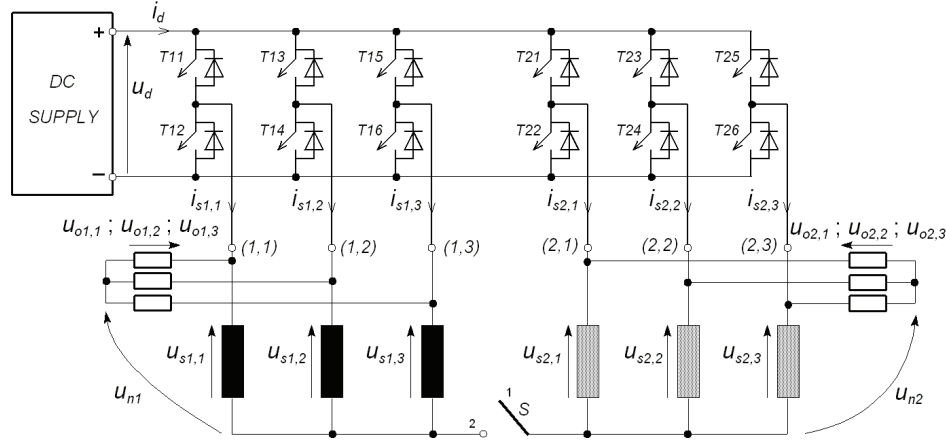 i_d
+
T11 T13 T15 T21 T23 T25
DC
SUPPLY
u_d
T12 T14 T16 T22 T24 T26
−
i_s1,1 i_s1,2 i_s1,3 i_s2,1 i_s2,2 i_s2,3
u_o1,1 ; u_o1,2 ; u_o1,3
u_o2,1 ; u_o2,2 ; u_o2,3
(1,1) (1,2) (1,3) (2,1) (2,2) (2,3)
u_s1,1 u_s1,2 u_s1,3 u_s2,1 u_s2,2 u_s2,3
u_n1 u_n2
1 S
2